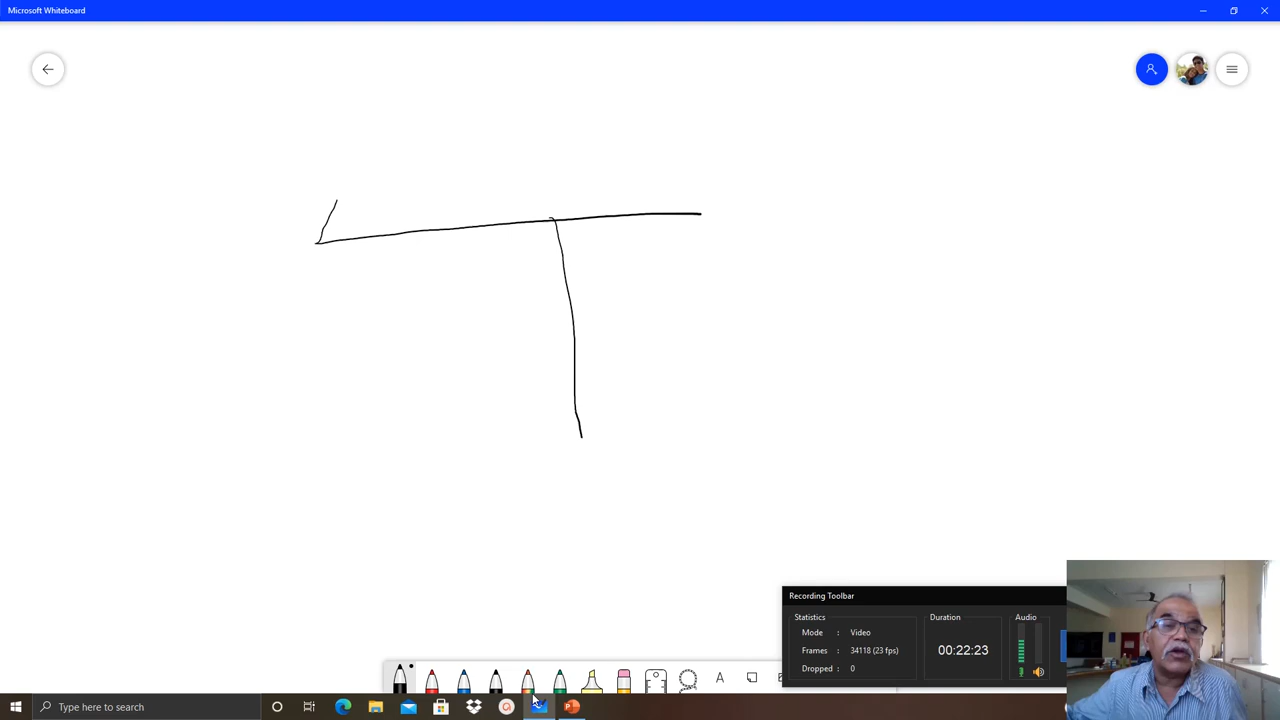 Microsoft Whiteboard
Recording Toolbar
Statistics
Mode : Video
Frames : 34118 (23 fps)
Dropped : 0
Duration
00:22:23
Audio
A
Type here to search